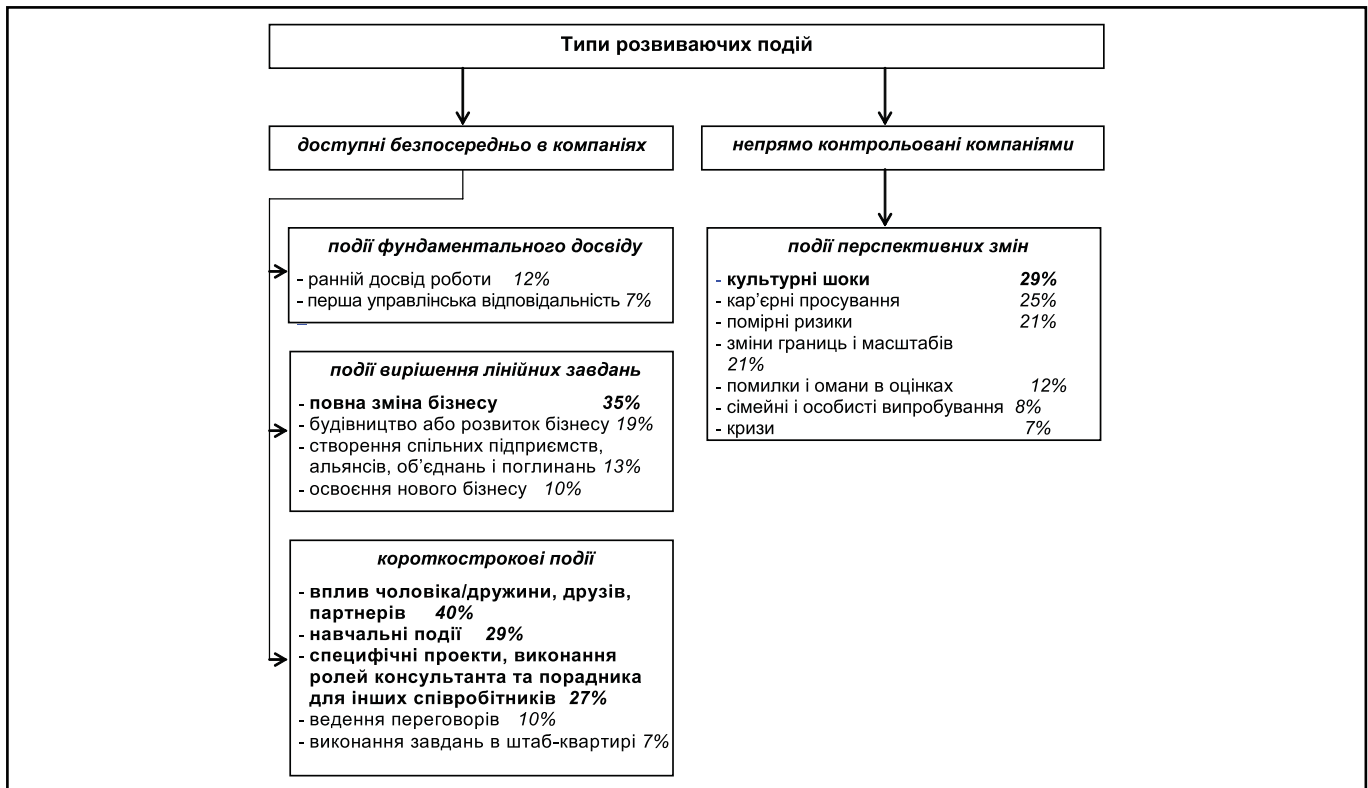 Типи розвиваючих подій
доступні безпосередньо в компаніях
непрямо контрольовані компаніями
події фундаментального досвіду
- ранній досвід роботи 12%
- перша управлінська відповідальність 7%
події вирішення лінійних завдань
- повна зміна бізнесу 35%
- будівництво або розвиток бізнесу 19%
- створення спільних підприємств,
альянсів, об’єднань і поглинань 13%
- освоєння нового бізнесу 10%
короткострокові події
- вплив чоловіка/дружини, друзів,
партнерів 40%
- навчальні події 29%
- специфічні проекти, виконання
ролей консультанта та порадника
для інших співробітників 27%
- ведення переговорів 10%
- виконання завдань в штаб-квартирі 7%
події перспективних змін
- культурні шоки 29%
- кар’єрні просування 25%
- помірні ризики 21%
- зміни границь і масштабів
21%
- помилки і омани в оцінках 12%
- сімейні і особисті випробування 8%
- кризи 7%